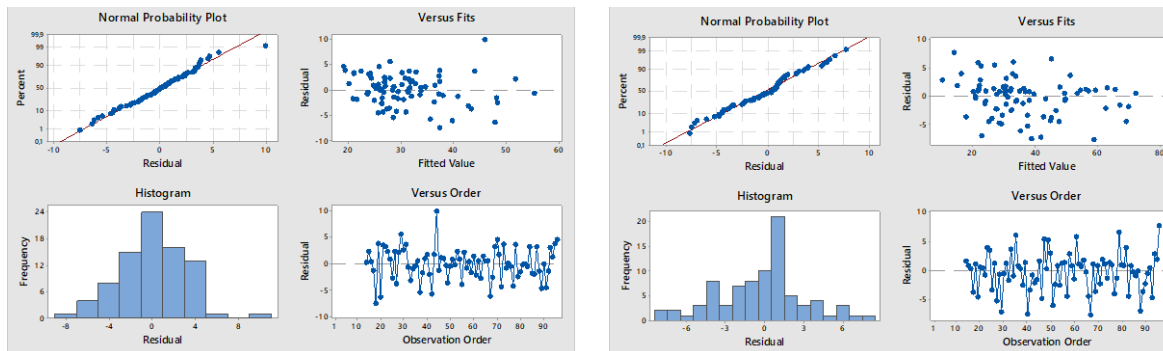 Normal Probability Plot
99,9
99
90
50
10
1
0,1
Percent
-10 -5 0 5 10
Residual
Versus Fits
10
5
0
-5
Residual
20 30 40 50 60
Fitted Value
Histogram
24
18
12
6
0
Frequency
-8 -4 0 4 8
Residual
Versus Order
10
5
0
-5
-10
Residual
1 10 20 30 40 50 60 70 80 90
Observation Order
Normal Probability Plot
99,9
99
90
50
10
1
0,1
Percent
-10 -5 0 5 10
Residual
Versus Fits
10
5
0
-5
Residual
20 40 60 80
Fitted Value
Histogram
20
15
10
5
0
Frequency
-6 -3 0 3 6
Residual
Versus Order
10
5
0
-5
Residual
1 10 20 30 40 50 60 70 80 90
Observation Order